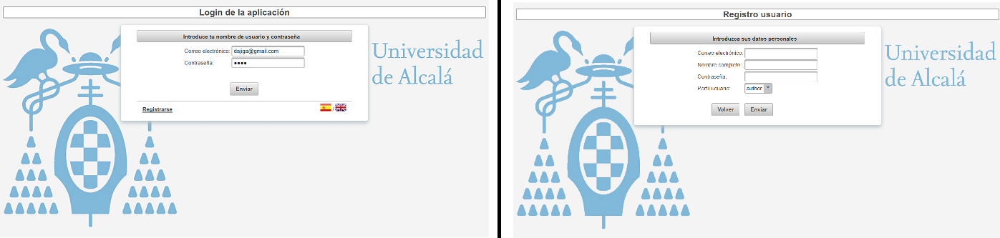 Login de la aplicación
Introduce tu nombre de usuario y contraseña
Correo electrónico: dajiga@gmail.com
Contraseña: ●●●●
Enviar
Registrarse
/
Universidad
de Alcalá
Registro usuario
Introduzca sus datos personales
Correo electrónico:
Nombre completo:
Contraseña:
Perfil usuario: author
Volver Enviar
Universidad
de Alcalá